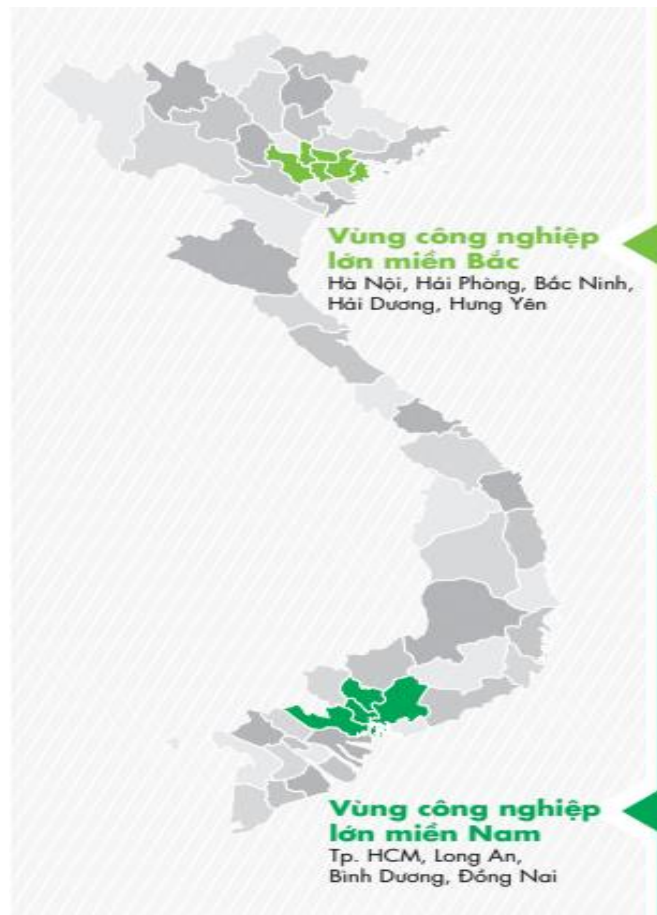 Vùng công nghiệp
lớn miền Bắc
Hà Nội, Hải Phòng, Bắc Ninh,
Hải Dương, Hưng Yên
Vùng công nghiệp
lớn miền Nam
Tp. HCM, Long An,
Bình Dương, Đồng Nai